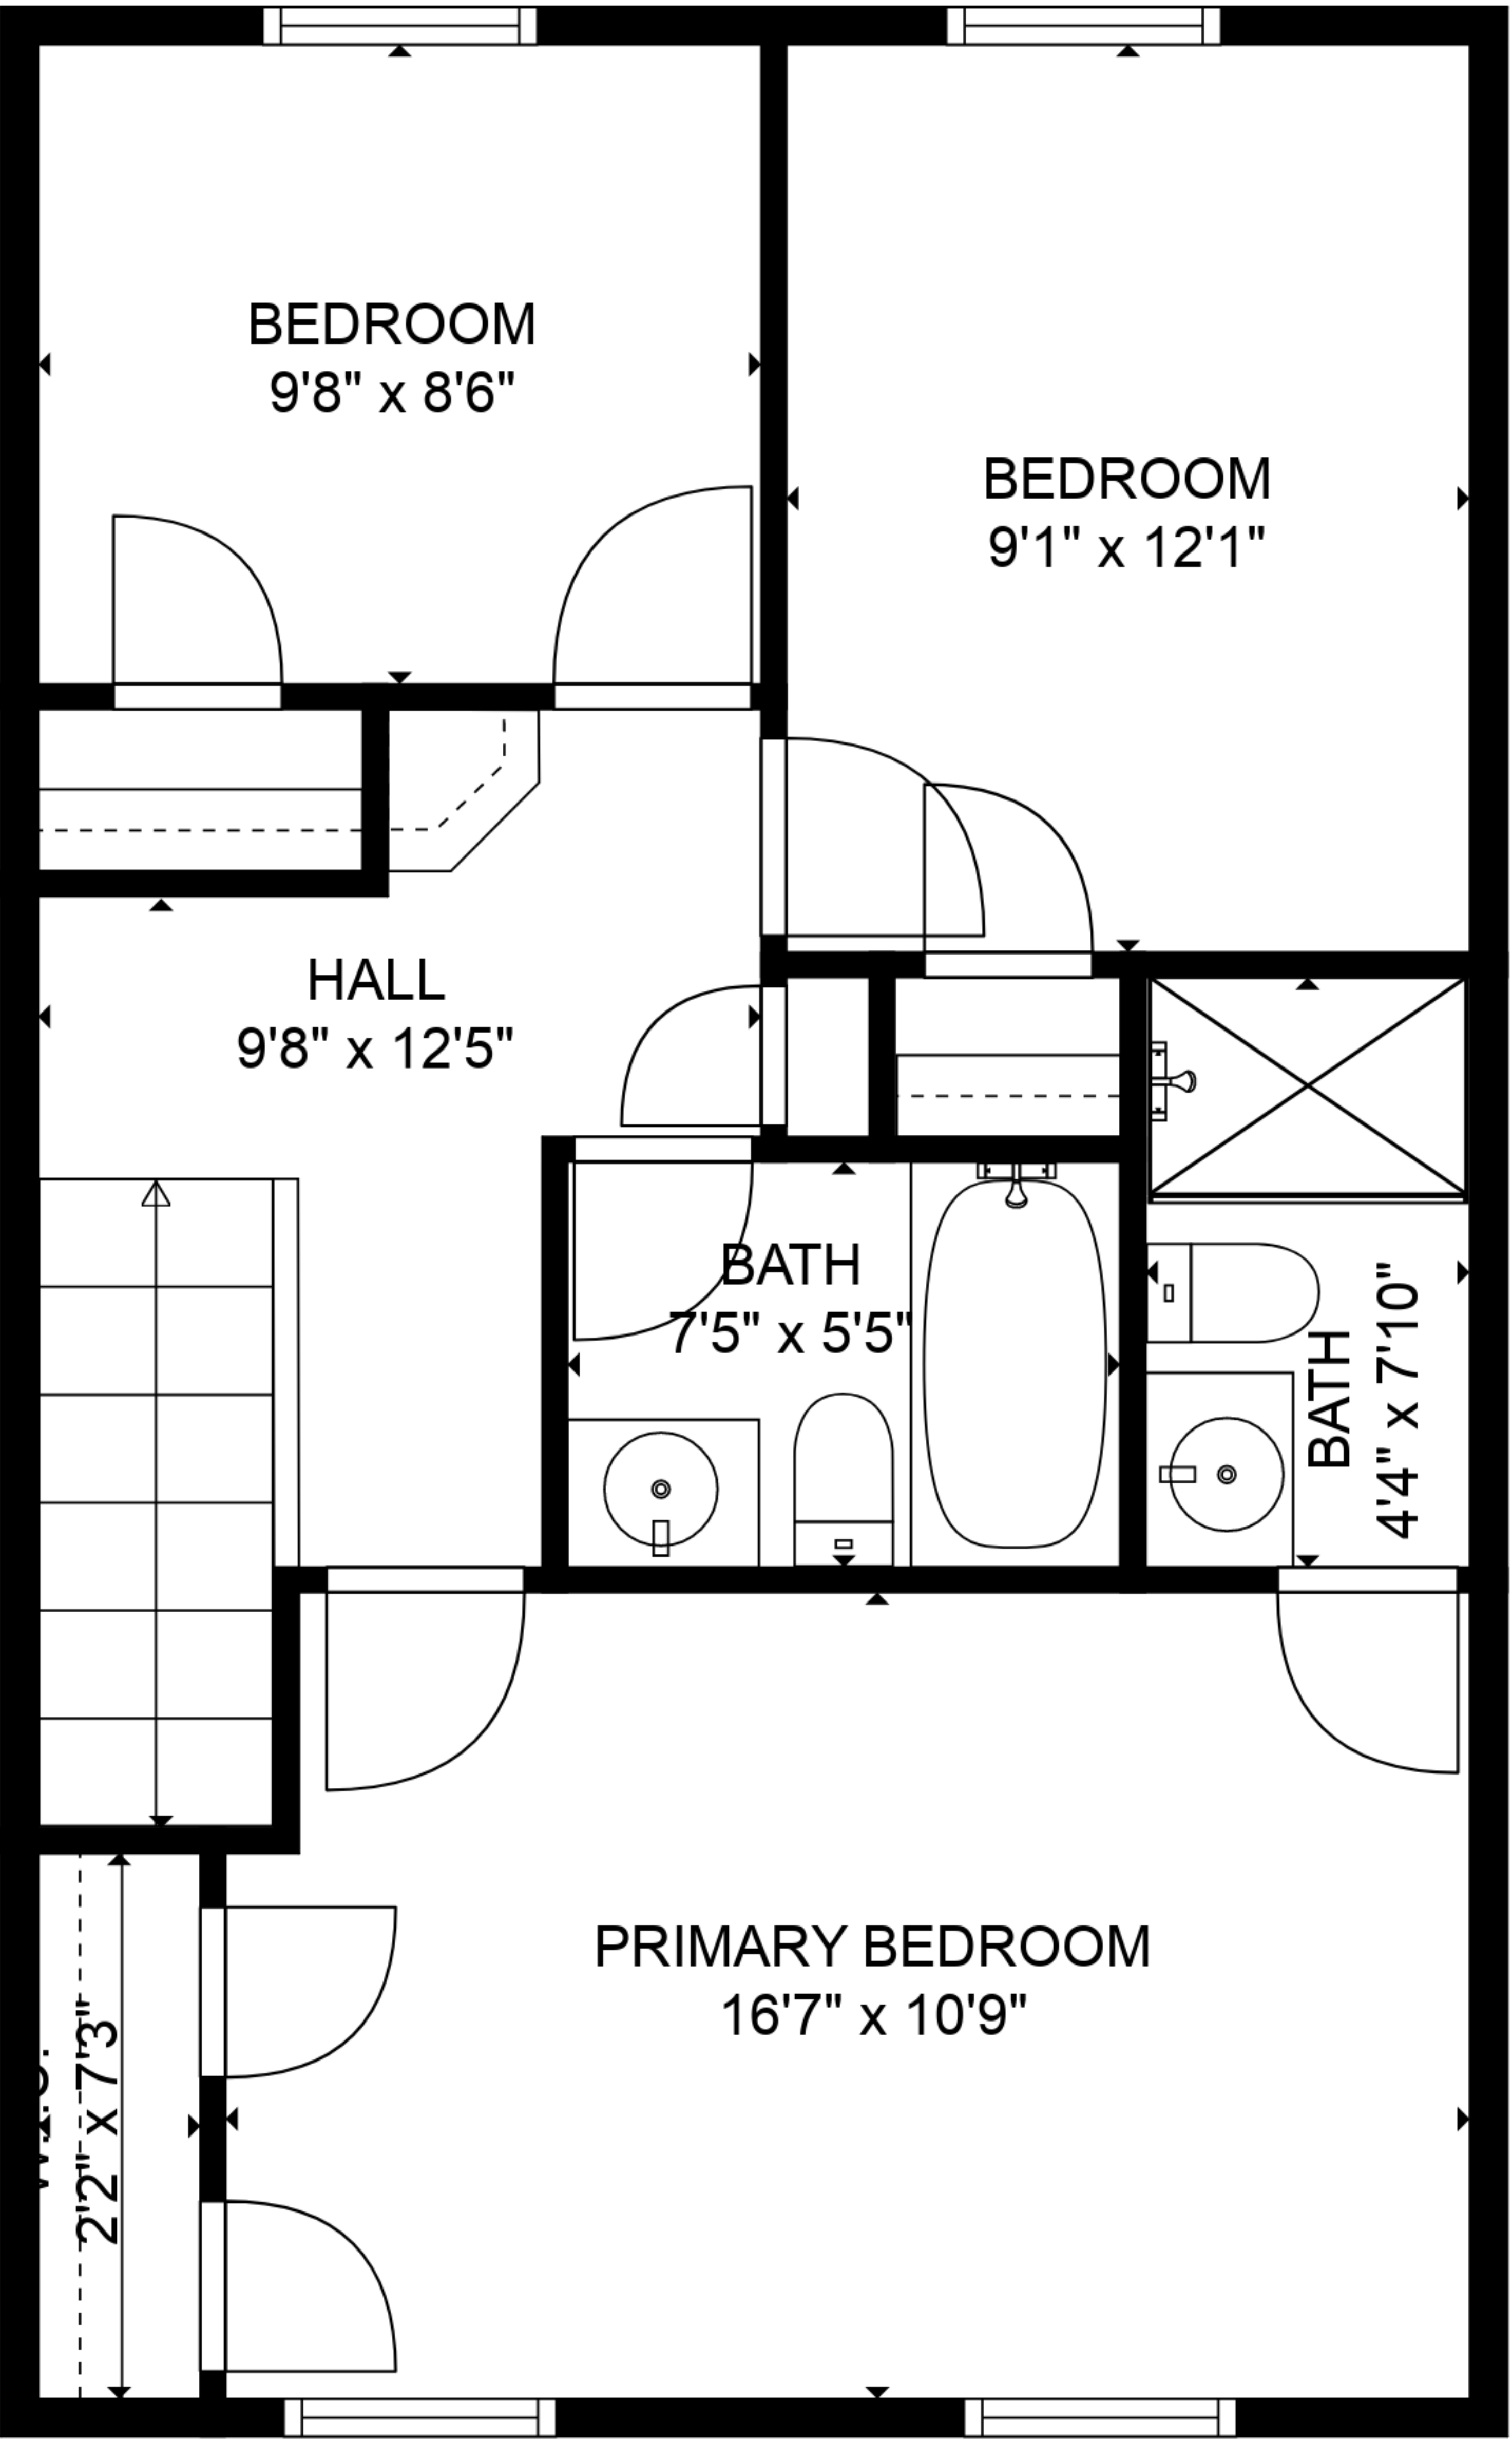 BEDROOM
9'8" x 8'6"
BEDROOM
9'1" x 12'1"
HALL
9'8" x 12'5"
BATH
7'5" x 5'5"
BATH
4'4" x 7'10"
PRIMARY BEDROOM
16'7" x 10'9"
2'2" x 7'3"